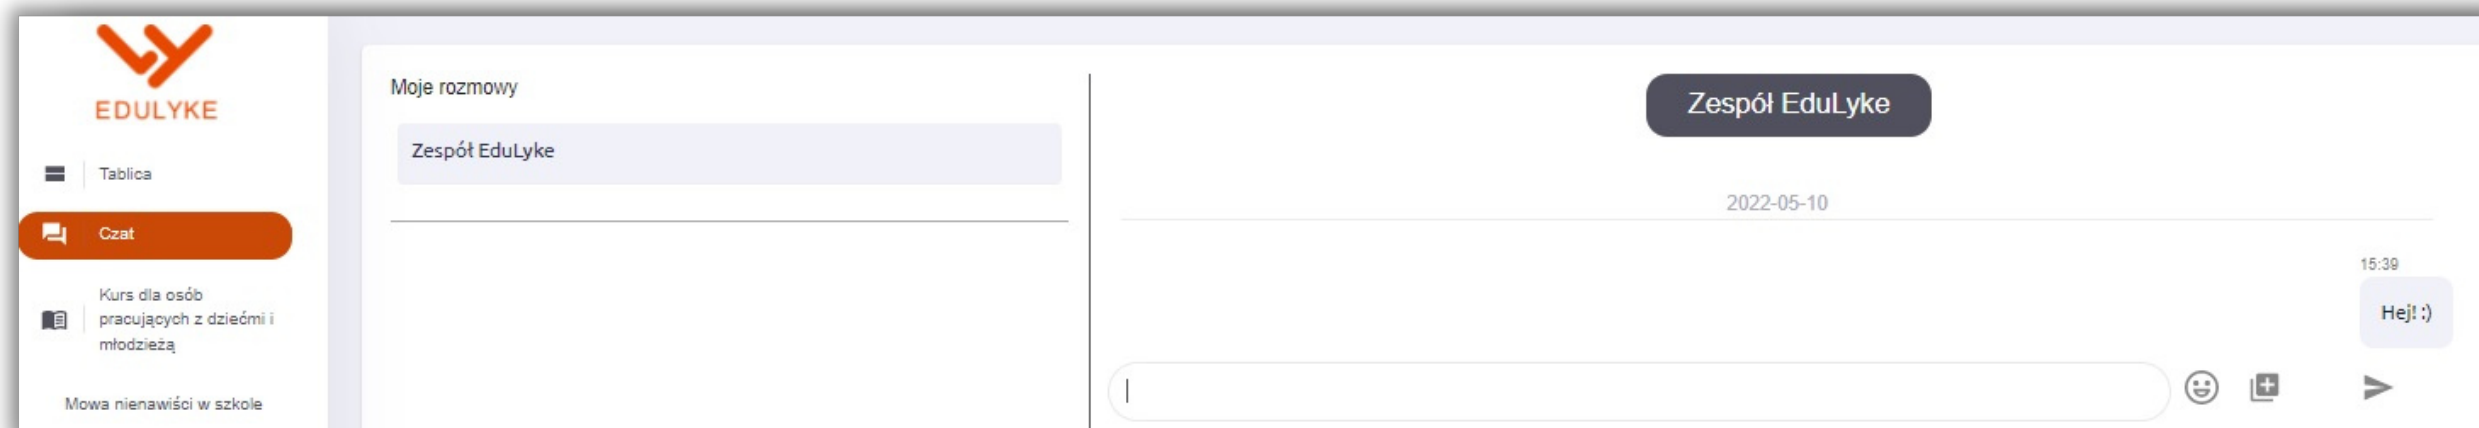 EDULYKE
Tablica
Czat
Kurs dla osób
pracujących z dziećmi i
młodzieżą
Mowa nienawiści w szkole
Moje rozmowy
Zespół EduLyke
Zespół EduLyke
2022-05-10
15:39
Hej! :)